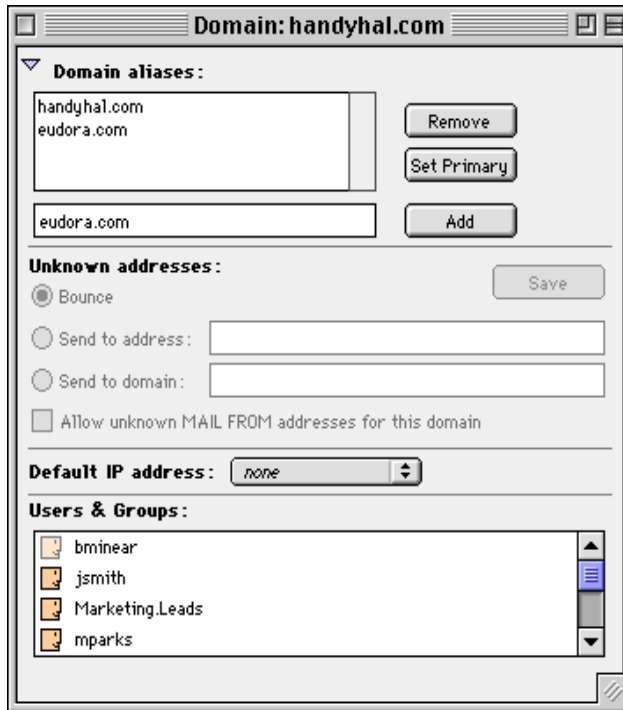 Domain: handyhal.com
Domain aliases:
handyhal.com
eudora.com
Remove
Set Primary
eudora.com
Add
Unknown addresses:
Save
Bounce
Send to address:
Send to domain:
Allow unknown MAIL FROM addresses for this domain
Default IP address: none
Users & Groups:
bminear
jsmith
Marketing.Leads
mparks